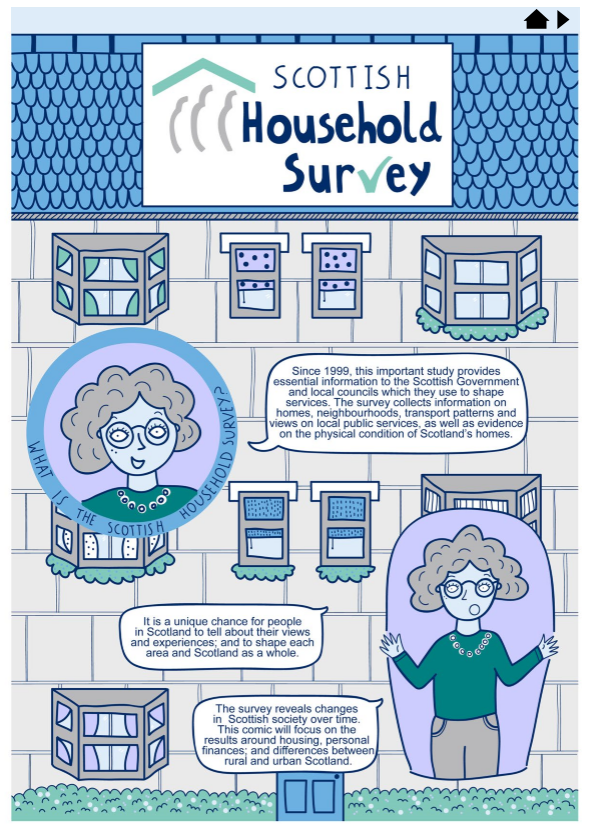 SCOTTISH
Household
Survey
Since 1999, this important study provides
essential information to the Scottish Government
and local councils which they use to shape
services. The survey collects information on
homes, neighbourhoods, transport patterns and
views on local public services, as well as evidence
on the physical condition of Scotland's homes.
WHAT IS THE SCOTTISH HOUSEHOLD SURVEY?
It is a unique chance for people
in Scotland to tell about their views
and experiences; and to shape each
area and Scotland as a whole.
The survey reveals changes
in Scottish society over time.
This comic will focus on the
results around housing, personal
finances; and differences between
rural and urban Scotland.